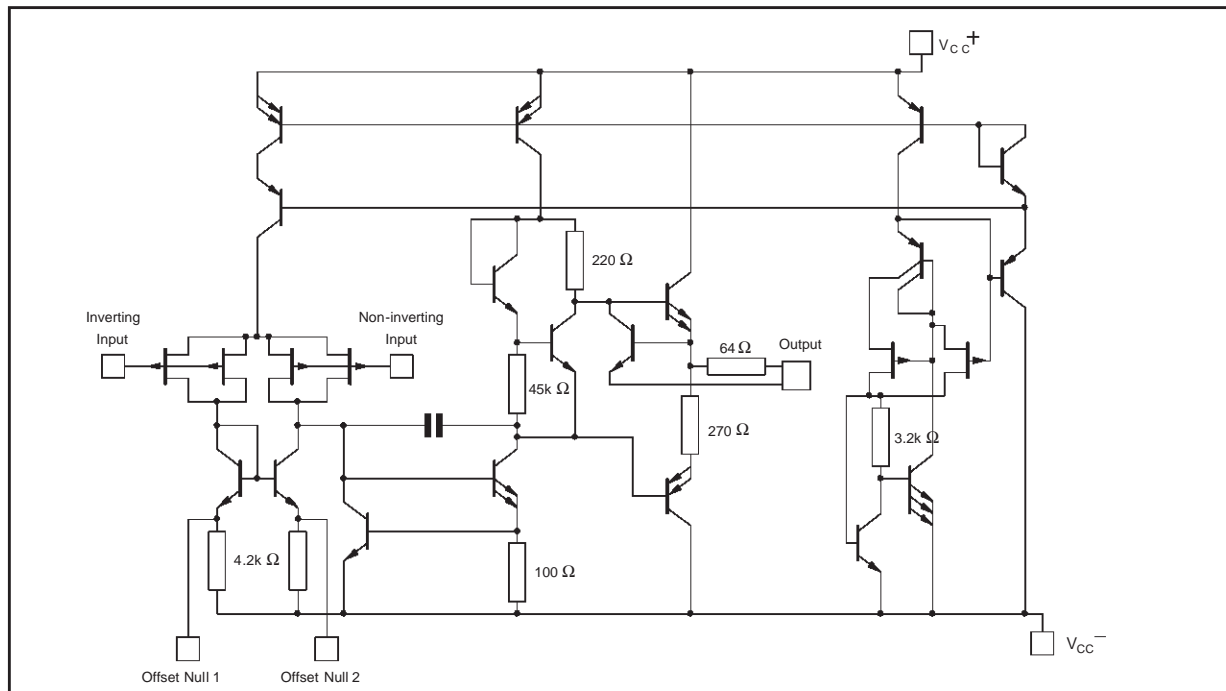 V CC +
220 Ω
Inverting
Input
Non-inverting
Input
64 Ω
Output
45k Ω
270 Ω
3.2k Ω
4.2k Ω
100 Ω
VCC −
Offset Null 1
Offset Null 2